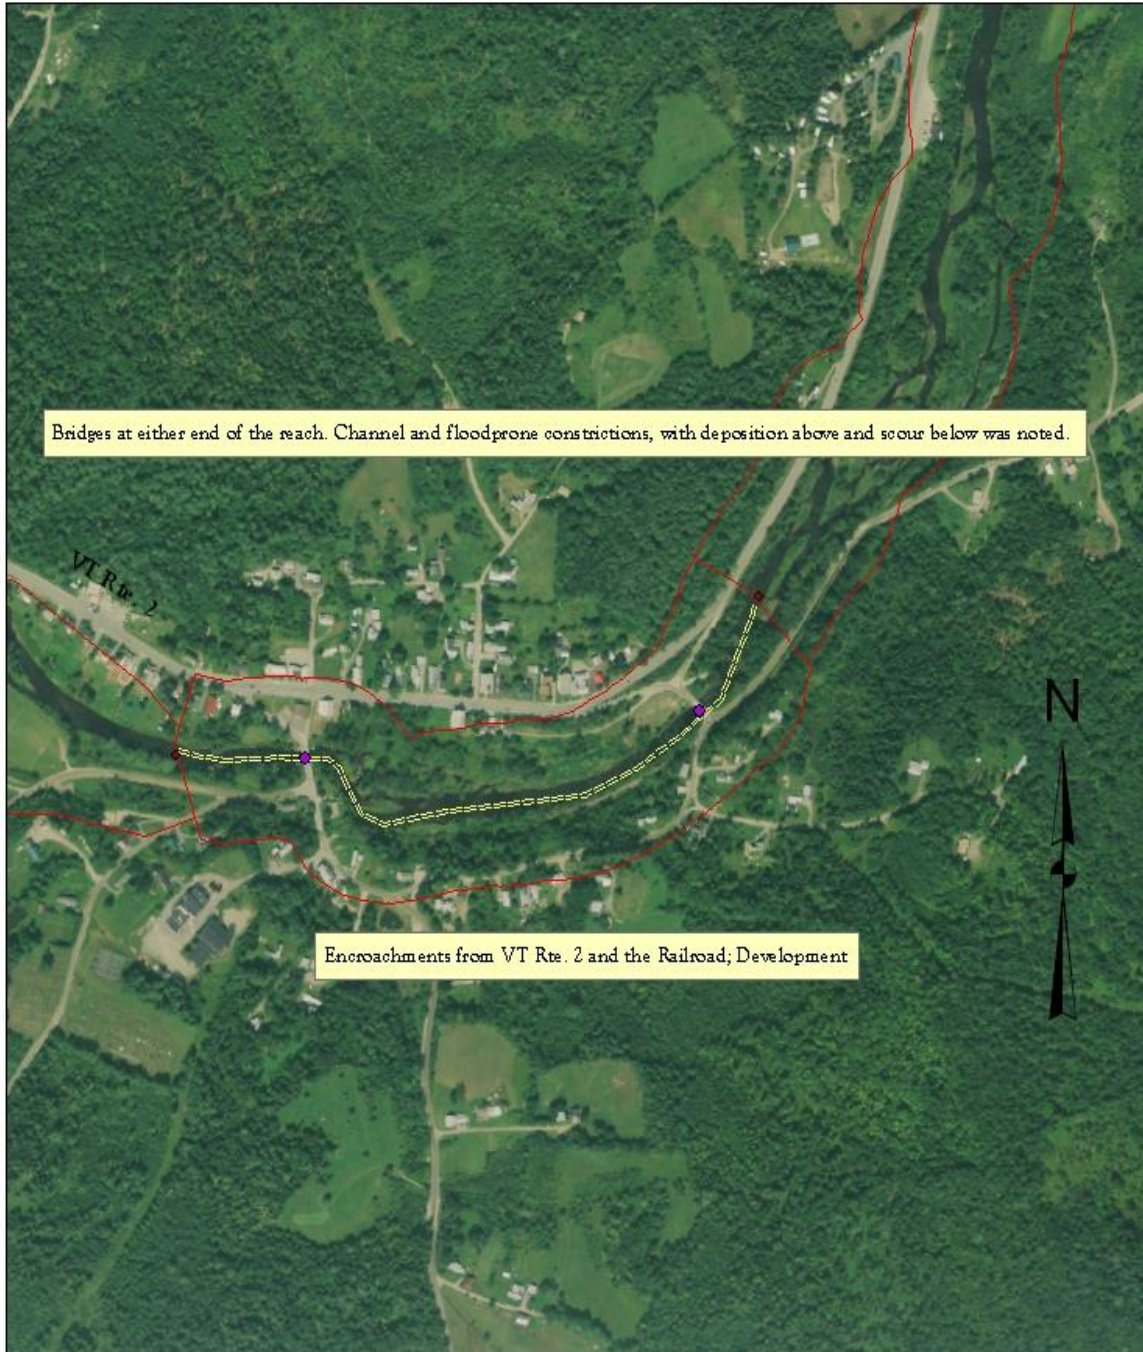 Bridges at either end of the reach. Channel and floodprone constrictions, with deposition above and scour below was noted.
VT Rte. 2
N
Encroachments from VT Rte. 2 and the Railroad; Development